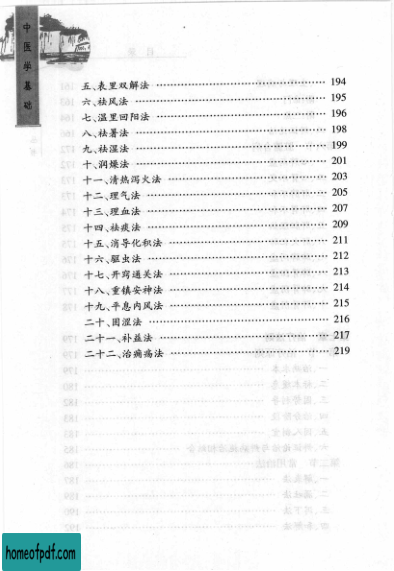 中医学基础
五、表里双解法 194
六、祛风法 195
七、温里回阳法 196
八、祛暑法 198
九、祛湿法 199
十、润燥法 201
十一、清热泻火法 203
十二、理气法 205
十三、理血法 207
十四、祛痰法 209
十五、消导化积法 211
十六、驱虫法 212
十七、开窍通关法 213
十八、重镇安神法 214
十九、平息内风法 215
二十、固涩法 216
二十一、补益法 217
二十二、治痈疡法 219
homeofpdf.com